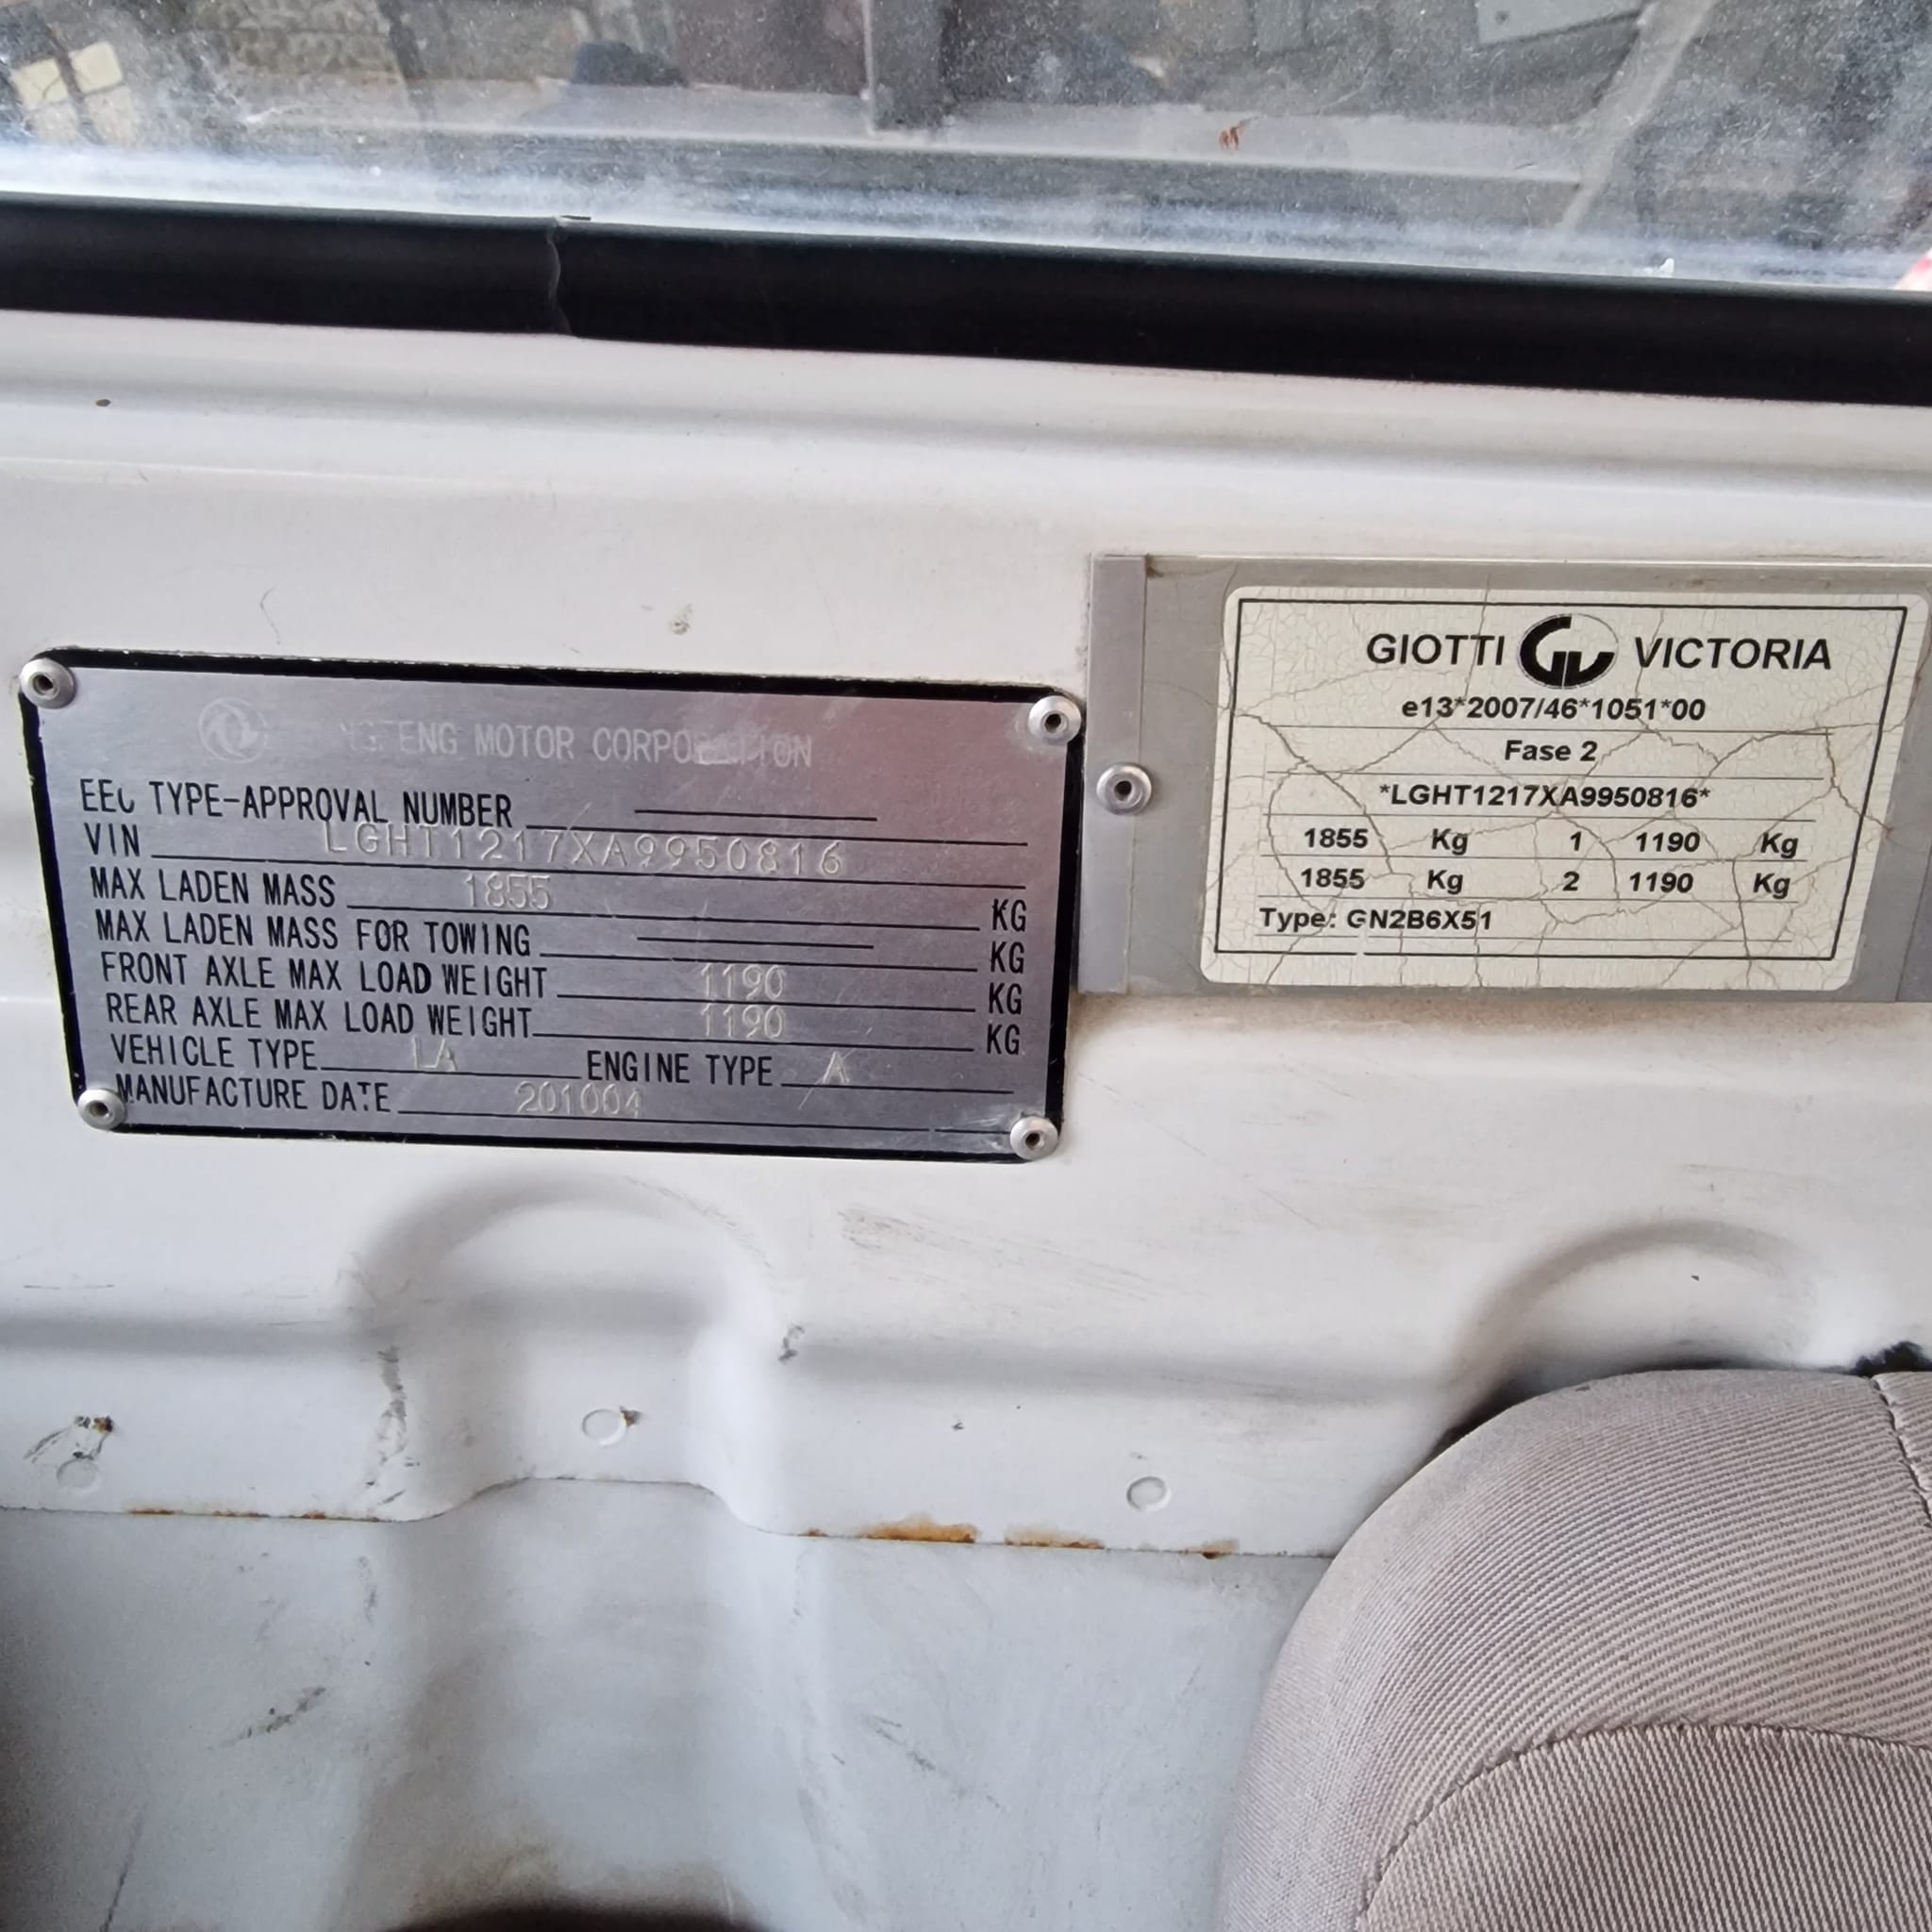 MOTOR CORPORATION
EEC TYPE-APPROVAL NUMBER
VIN LGHT1217XA9950816
MAX LADEN MASS 1855 KG
MAX LADEN MASS FOR TOWING KG
FRONT AXLE MAX LOAD WEIGHT 1190 KG
REAR AXLE MAX LOAD WEIGHT 1190 KG
VEHICLE TYPE LA ENGINE TYPE A
MANUFACTURE DATE 201004
GIOTTI GV VICTORIA
e13*2007/46*1051*00
Fase 2
*LGHT1217XA9950816*
1855 Kg 1 1190 Kg
1855 Kg 2 1190 Kg
Type: GN2B6X51